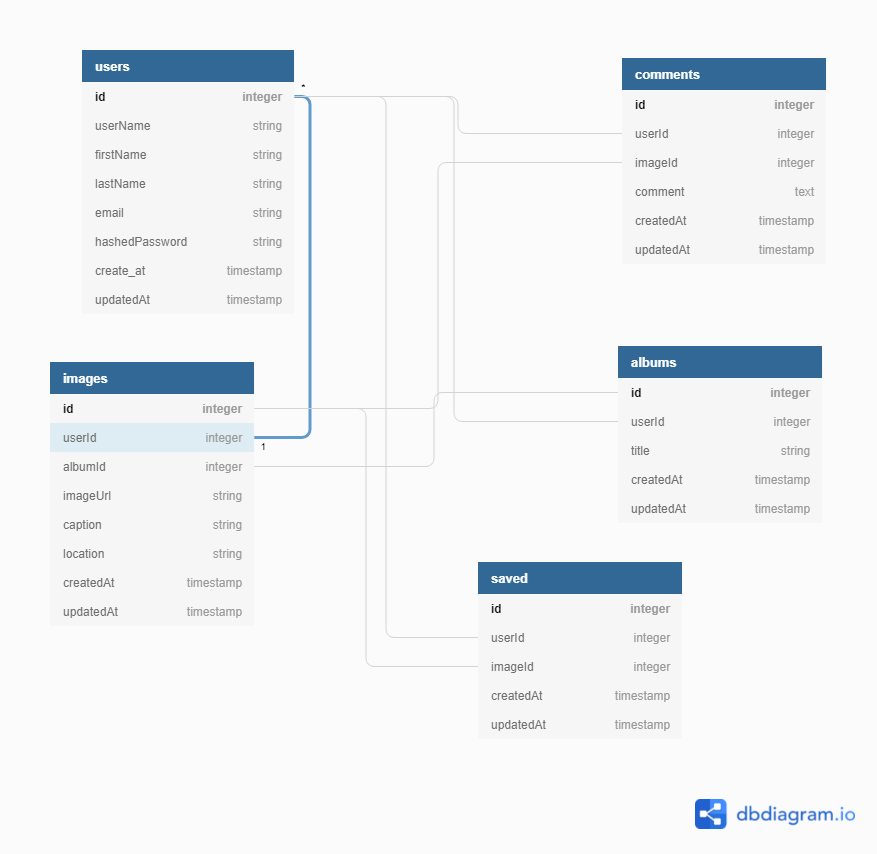 users
id integer
userName string
firstName string
lastName string
email string
hashedPassword string
create_at timestamp
updatedAt timestamp
*
comments
id integer
userId integer
imageId integer
comment text
createdAt timestamp
updatedAt timestamp
images
id integer
userId integer
albumId integer
imageUrl string
caption string
location string
createdAt timestamp
updatedAt timestamp
1
albums
id integer
userId integer
title string
createdAt timestamp
updatedAt timestamp
saved
id integer
userId integer
imageId integer
createdAt timestamp
updatedAt timestamp
dbdiagram.io